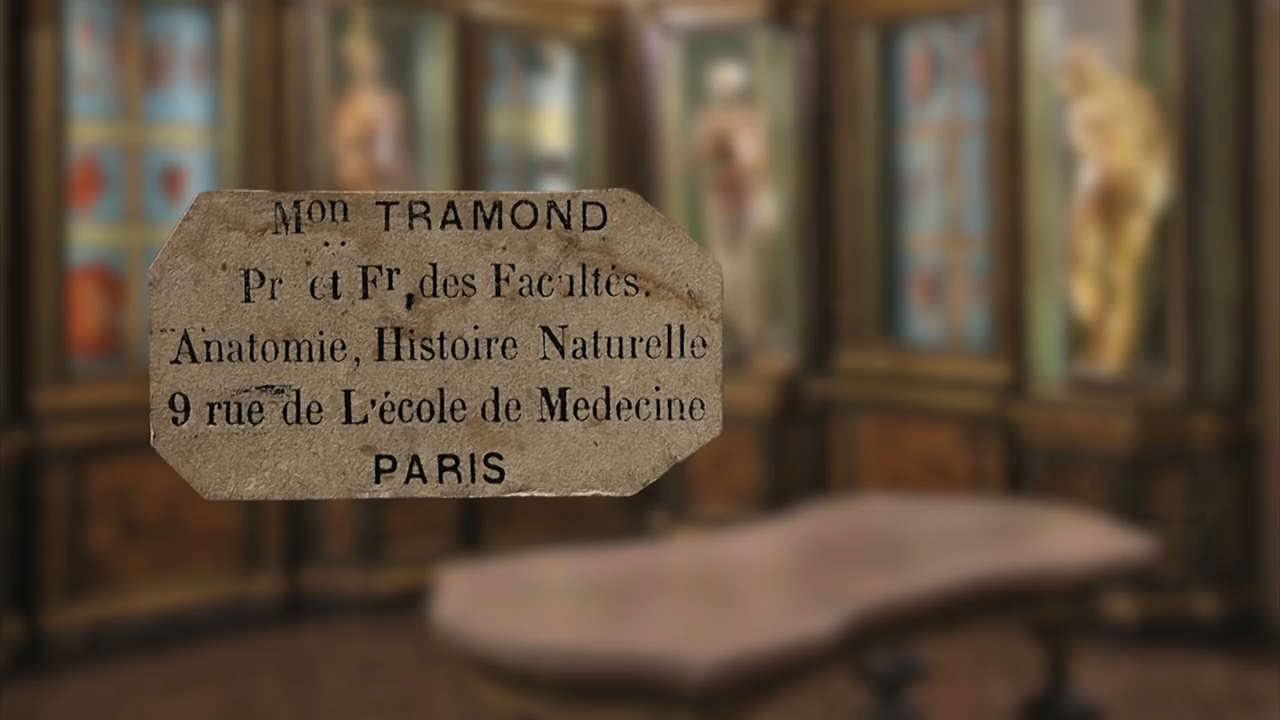 Mon TRAMOND
Pr et Fr, des Facultés.
Anatomie, Histoire Naturelle
9 rue de L'école de Medecine
PARIS